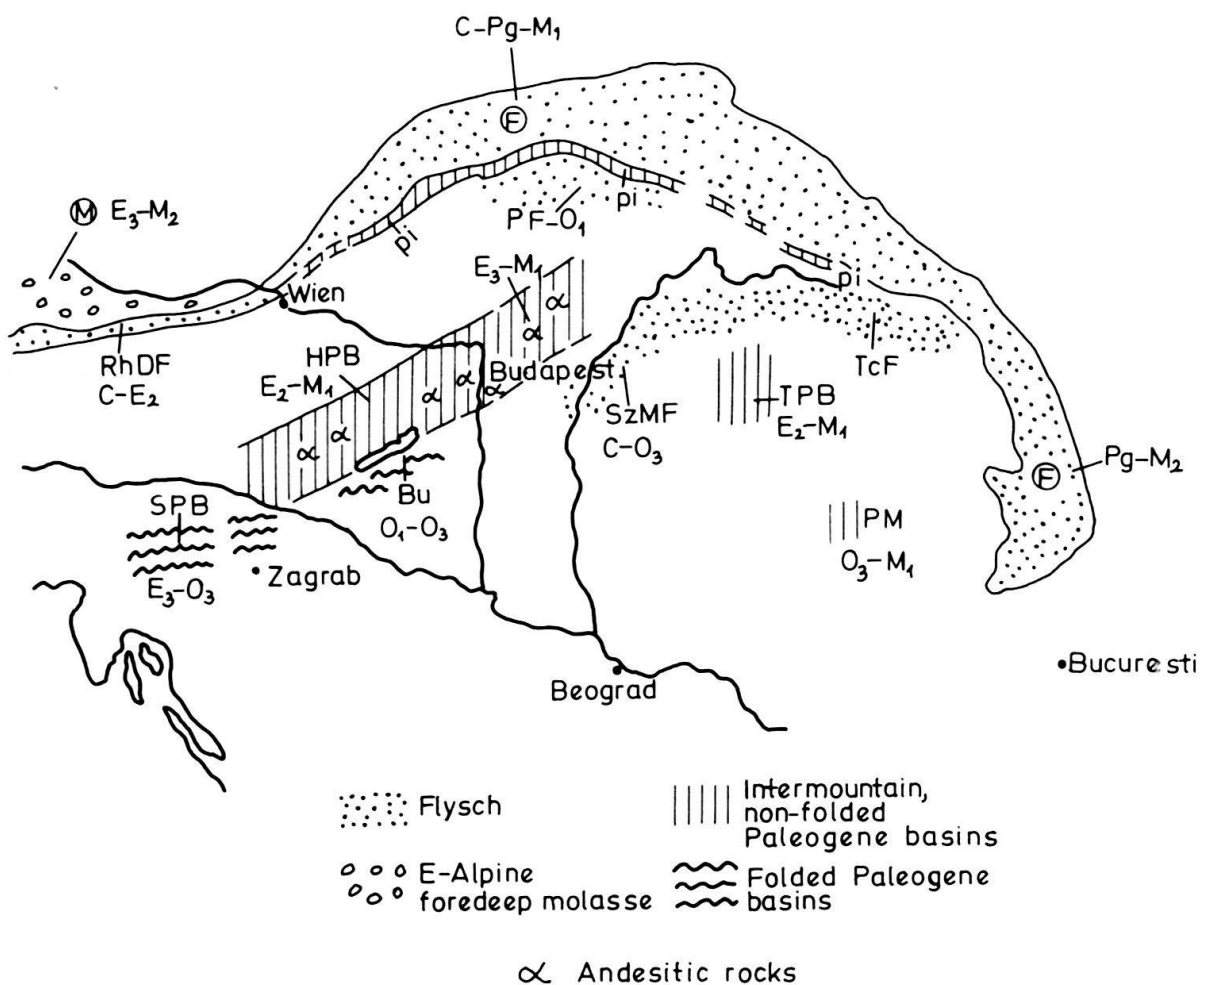 C-Pg-M₁
F
M E₃-M₂
pi
PF-O₁
pi
E₃-M₁
pi
Wien
RhDF
C-E₂
HPB
E₂-M₁
Budapest
TcF
SzMF
C-O₃
TPB
E₂-M₁
Pg-M₂
F
Bu
O₁-O₃
SPB
E₃-O₃
Zagrab
PM
O₃-M₁
Beograd
Bucuresti
α α α α α α α
Flysch
Intermountain,
non-folded
Paleogene basins
E-Alpine
foredeep molasse
Folded Paleogene
basins
α Andesitic rocks